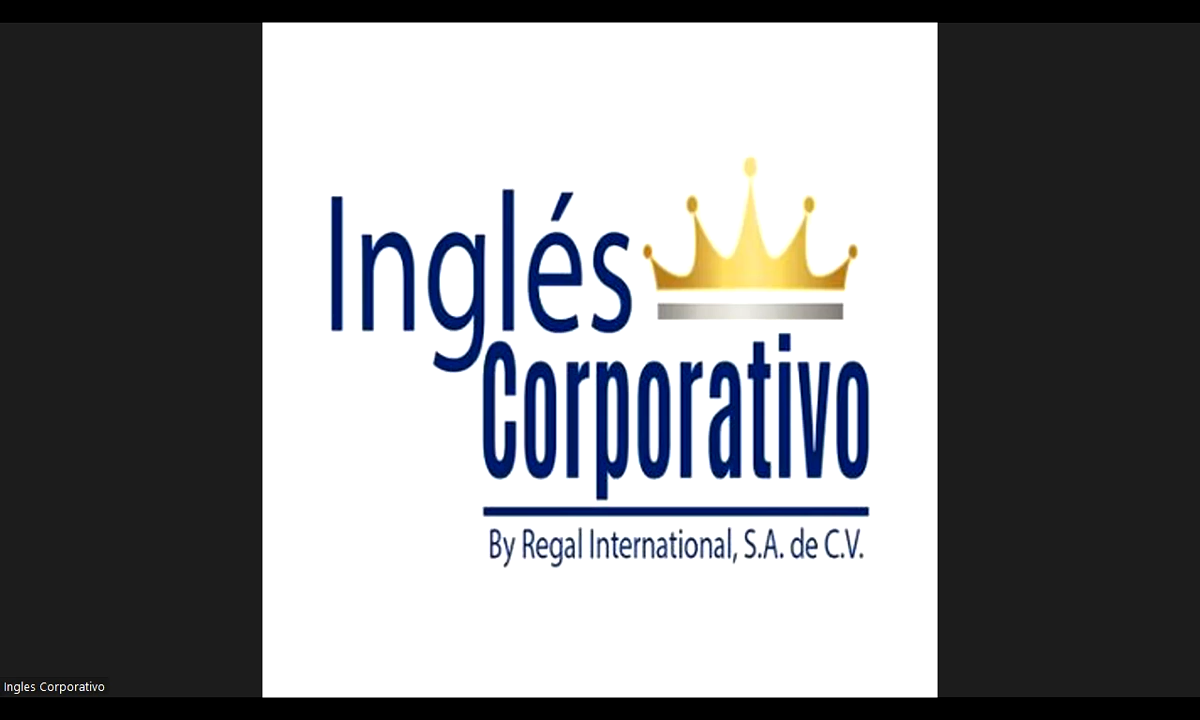 Inglés
Corporativo
By Regal International, S.A. de C.V.
Ingles Corporativo